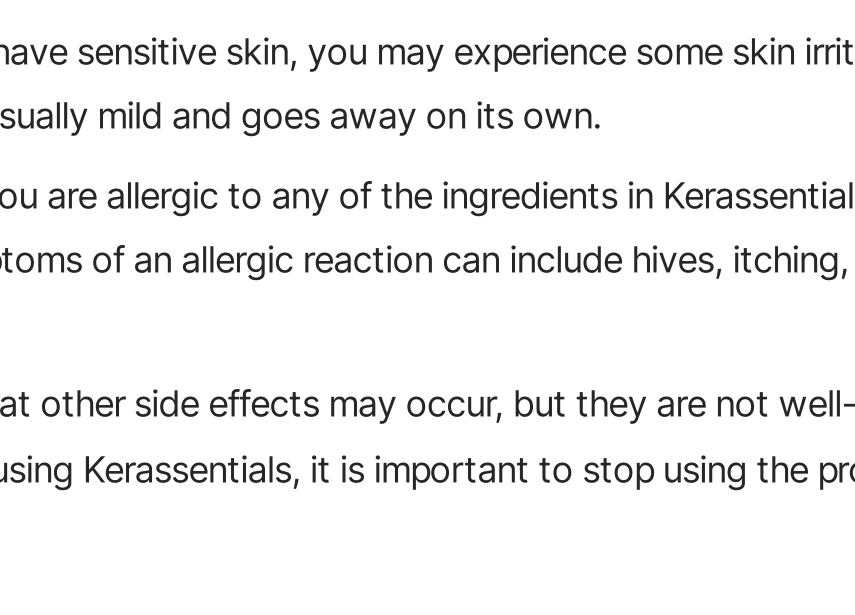 have sensitive skin, you may experience some skin irrit
sually mild and goes away on its own.
ou are allergic to any of the ingredients in Kerassential
toms of an allergic reaction can include hives, itching,
at other side effects may occur, but they are not well-
using Kerassentials, it is important to stop using the pro